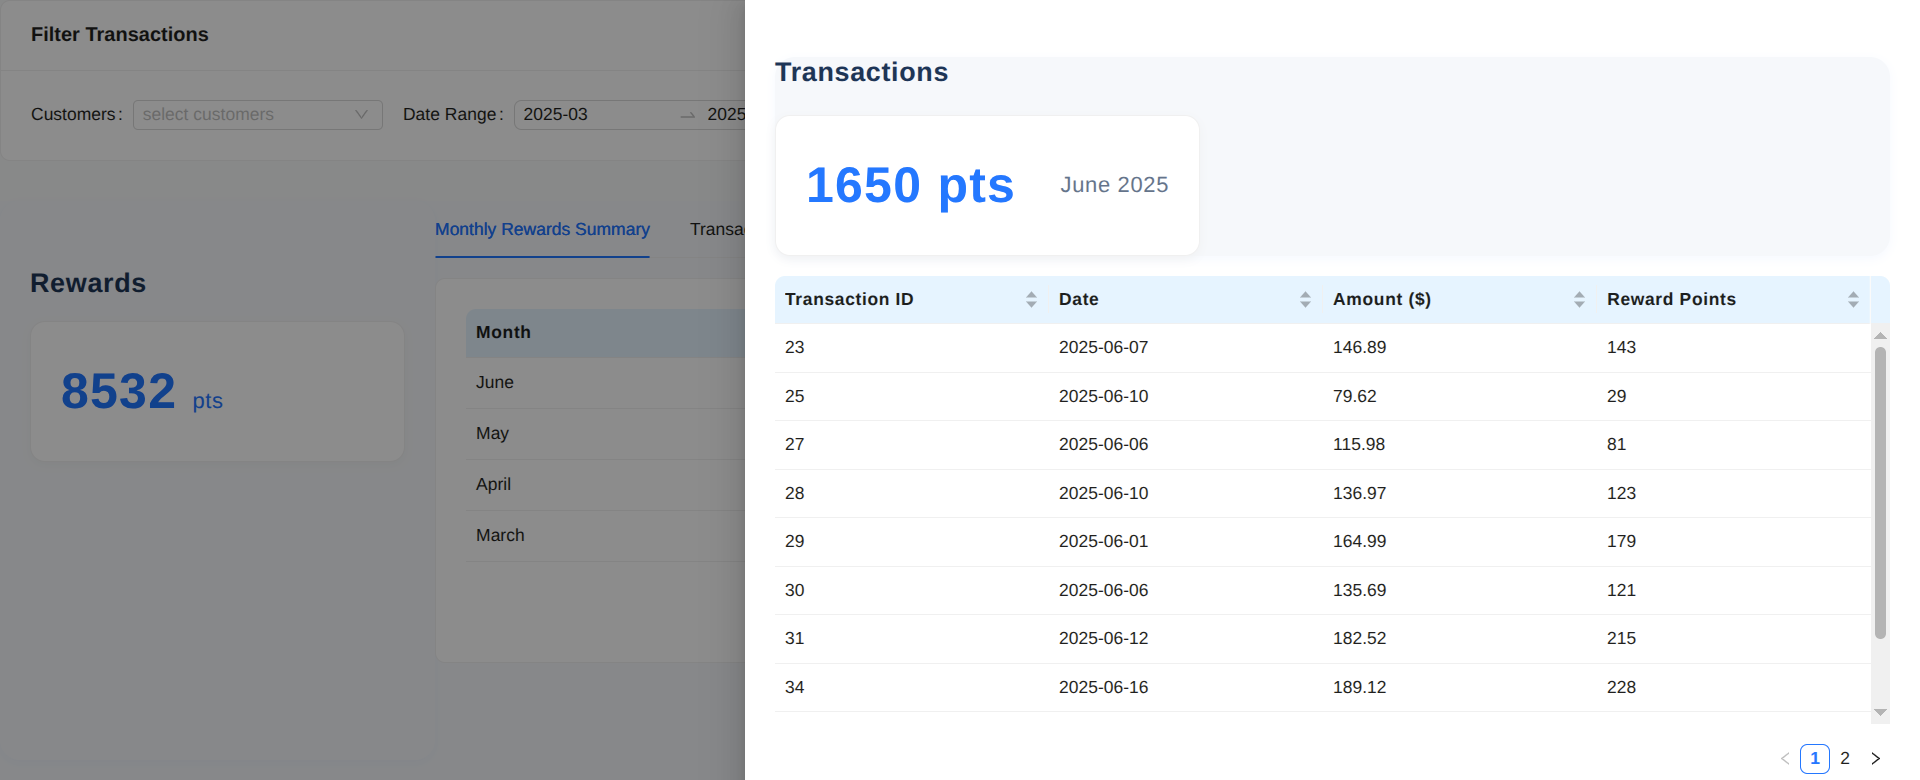 Filter Transactions
Customers: select customers Date Range: 2025-03 2025
Monthly Rewards Summary Transac
Rewards
8532 pts
Month
June
May
April
March
Transactions
1650 pts June 2025
Transaction ID Date Amount ($) Reward Points
23 2025-06-07 146.89 143
25 2025-06-10 79.62 29
27 2025-06-06 115.98 81
28 2025-06-10 136.97 123
29 2025-06-01 164.99 179
30 2025-06-06 135.69 121
31 2025-06-12 182.52 215
34 2025-06-16 189.12 228
1 2